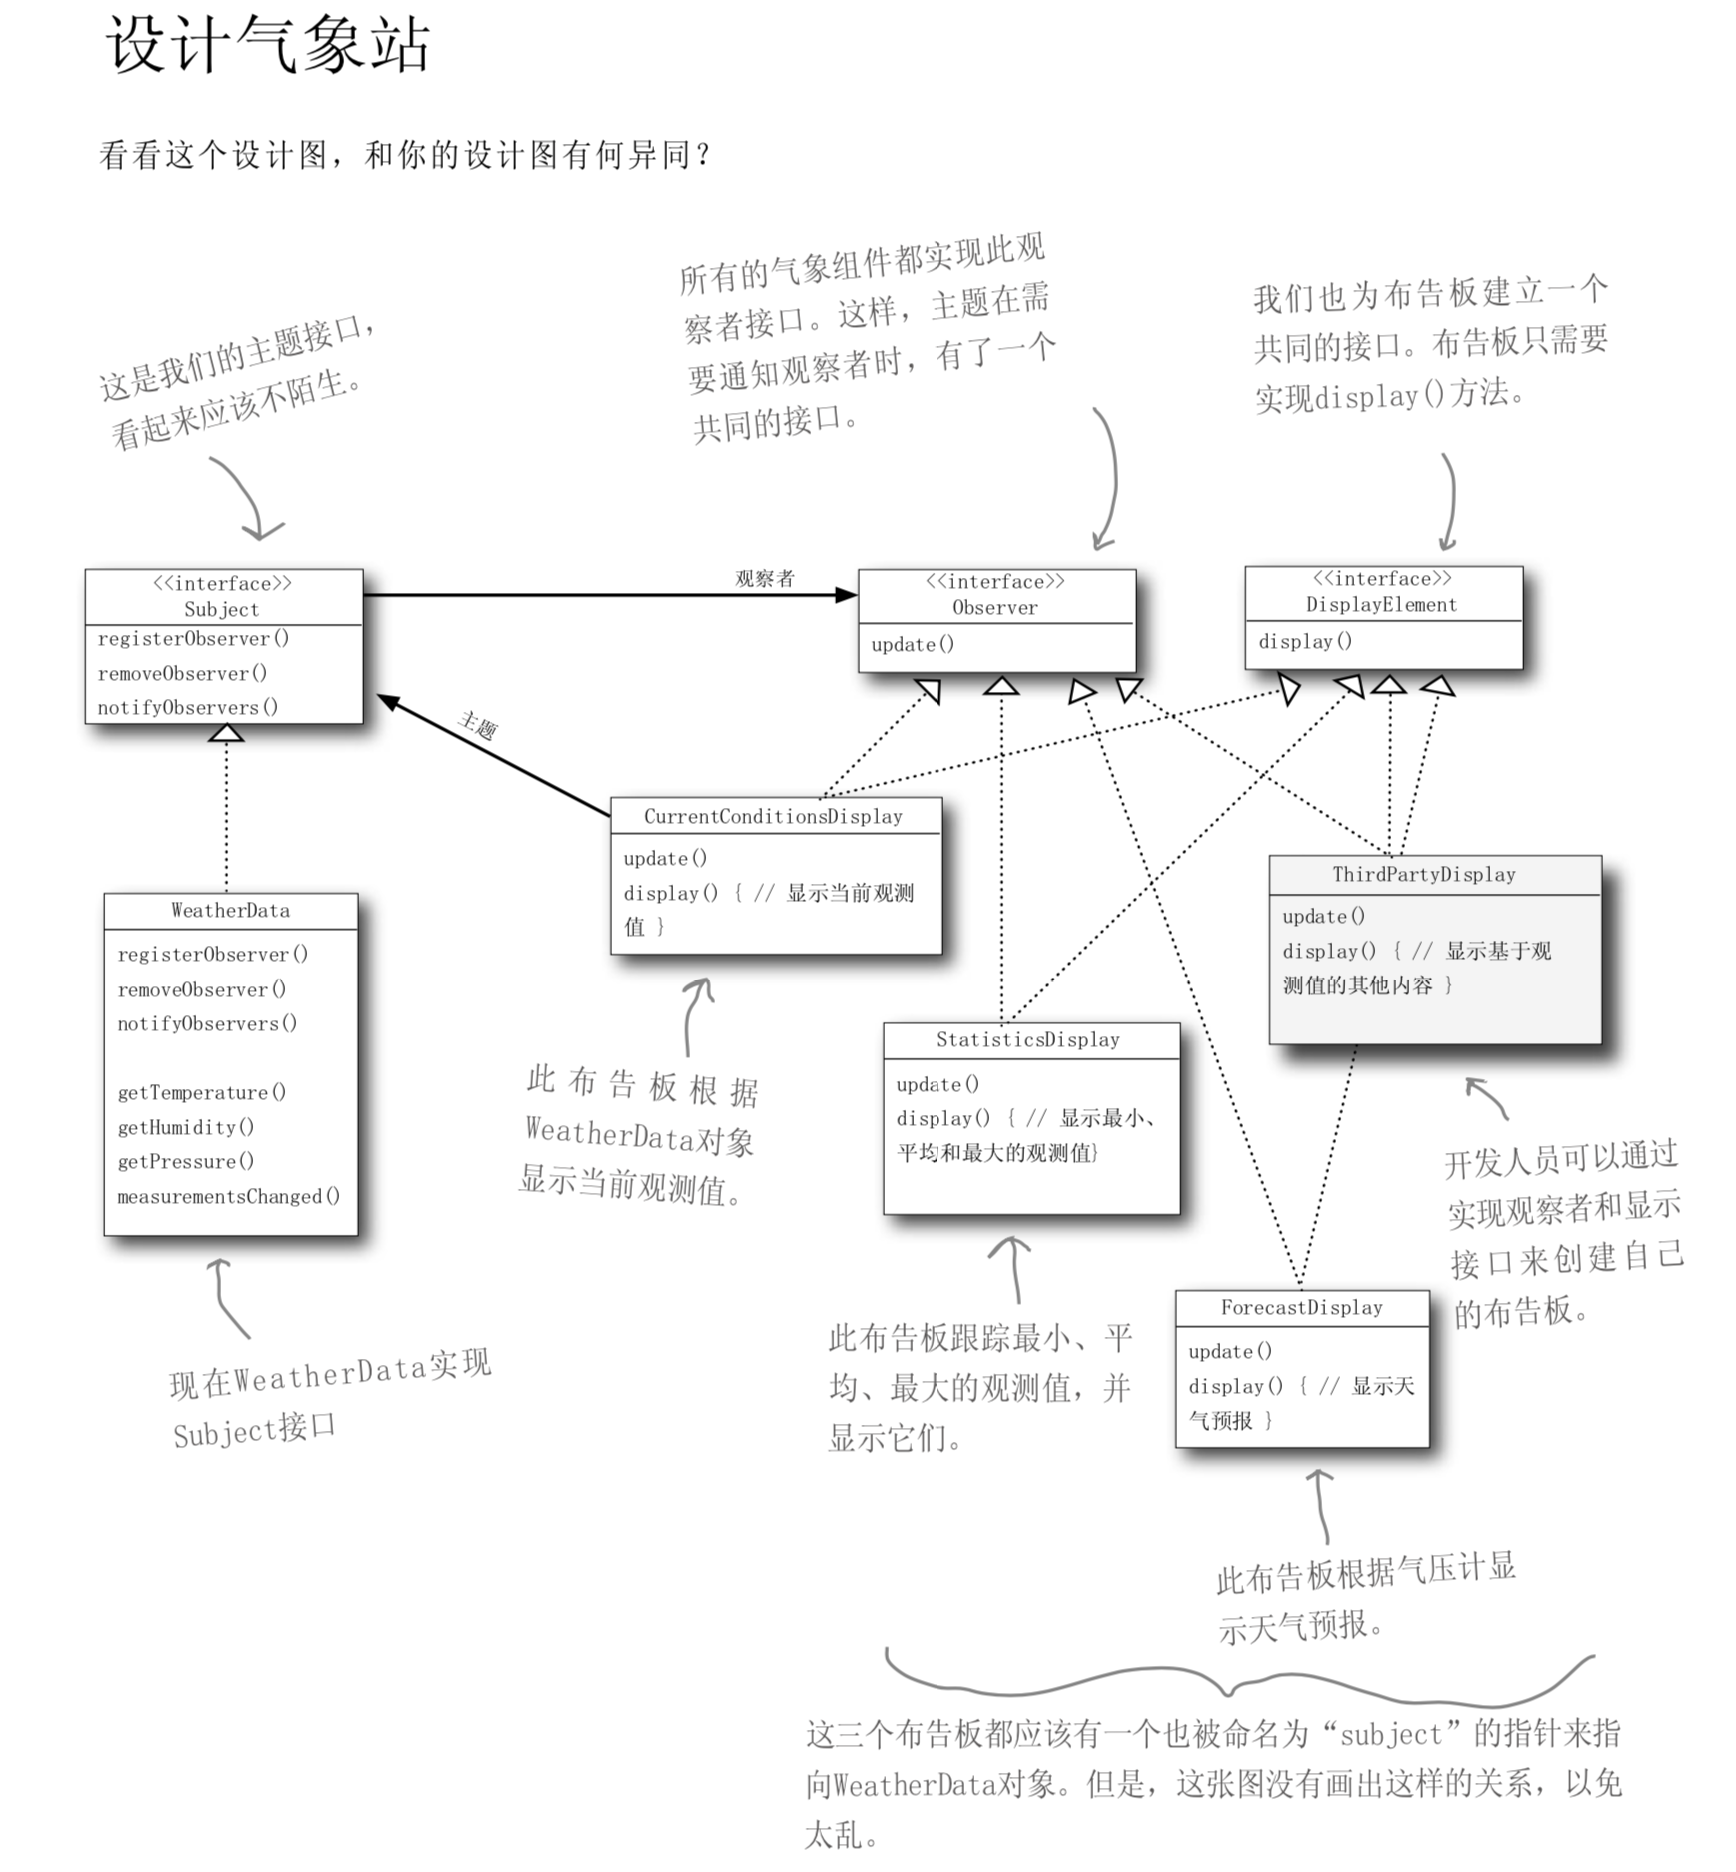 设计气象站
看看这个设计图，和你的设计图有何异同？
这是我们的主题接口，
看起来应该不陌生。
所有的气象组件都实现此观
察者接口。这样，主题在需
要通知观察者时，有了一个
共同的接口。
我们也为布告板建立一个
共同的接口。布告板只需要
实现display()方法。
<<interface>>
Subject
registerObserver()
removeObserver()
notifyObservers()
观察者
<<interface>>
Observer
update()
<<interface>>
DisplayElement
display()
主题
CurrentConditionsDisplay
update()
display() { // 显示当前观测
值 }
WeatherData
registerObserver()
removeObserver()
notifyObservers()
getTemperature()
getHumidity()
getPressure()
measurementsChanged()
ThirdPartyDisplay
update()
display() { // 显示基于观
测值的其他内容 }
StatisticsDisplay
update()
display() { // 显示最小、
平均和最大的观测值}
此布告板根据
WeatherData对象
显示当前观测值。
开发人员可以通过
实现观察者和显示
接口来创建自己
的布告板。
ForecastDisplay
update()
display() { // 显示天
气预报 }
现在WeatherData实现
Subject接口
此布告板跟踪最小、平
均、最大的观测值，并
显示它们。
此布告板根据气压计显
示天气预报。
这三个布告板都应该有一个也被命名为“subject”的指针来指
向WeatherData对象。但是，这张图没有画出这样的关系，以免
太乱。